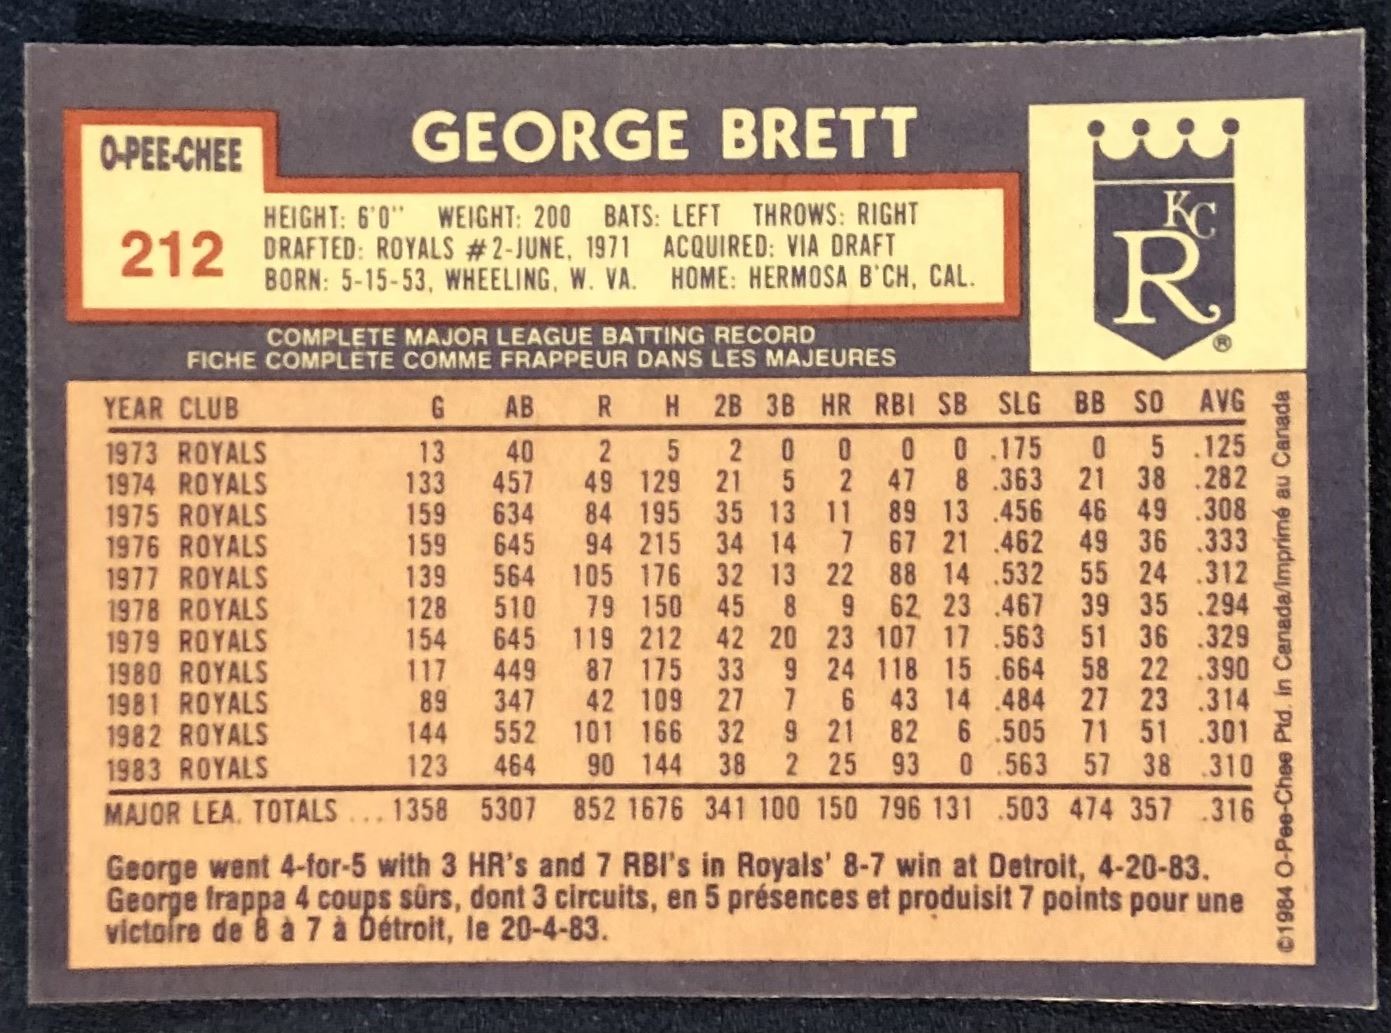 O-PEE-CHEE
212
GEORGE BRETT
HEIGHT: 6'0" WEIGHT: 200 BATS: LEFT THROWS: RIGHT
DRAFTED: ROYALS #2-JUNE, 1971 ACQUIRED: VIA DRAFT
BORN: 5-15-53, WHEELING, W. VA. HOME: HERMOSA B'CH, CAL.
KC
R
®
COMPLETE MAJOR LEAGUE BATTING RECORD
FICHE COMPLETE COMME FRAPPEUR DANS LES MAJEURES
YEAR CLUB G AB R H 2B 3B HR RBI SB SLG BB SO AVG
1973 ROYALS 13 40 2 5 2 0 0 0 0 .175 0 5 .125
1974 ROYALS 133 457 49 129 21 5 2 47 8 .363 21 38 .282
1975 ROYALS 159 634 84 195 35 13 11 89 13 .456 46 49 .308
1976 ROYALS 159 645 94 215 34 14 7 67 21 .462 49 36 .333
1977 ROYALS 139 564 105 176 32 13 22 88 14 .532 55 24 .312
1978 ROYALS 128 510 79 150 45 8 9 62 23 .467 39 35 .294
1979 ROYALS 154 645 119 212 42 20 23 107 17 .563 51 36 .329
1980 ROYALS 117 449 87 175 33 9 24 118 15 .664 58 22 .390
1981 ROYALS 89 347 42 109 27 7 6 43 14 .484 27 23 .314
1982 ROYALS 144 552 101 166 32 9 21 82 6 .505 71 51 .301
1983 ROYALS 123 464 90 144 38 2 25 93 0 .563 57 38 .310
MAJOR LEA. TOTALS ... 1358 5307 852 1676 341 100 150 796 131 .503 474 357 .316
George went 4-for-5 with 3 HR's and 7 RBI's in Royals' 8-7 win at Detroit, 4-20-83.
George frappa 4 coups sûrs, dont 3 circuits, en 5 présences et produisit 7 points pour une
victoire de 8 à 7 à Détroit, le 20-4-83.
©1984 O-Pee-Chee Ptd. in Canada/Imprimé au Canada